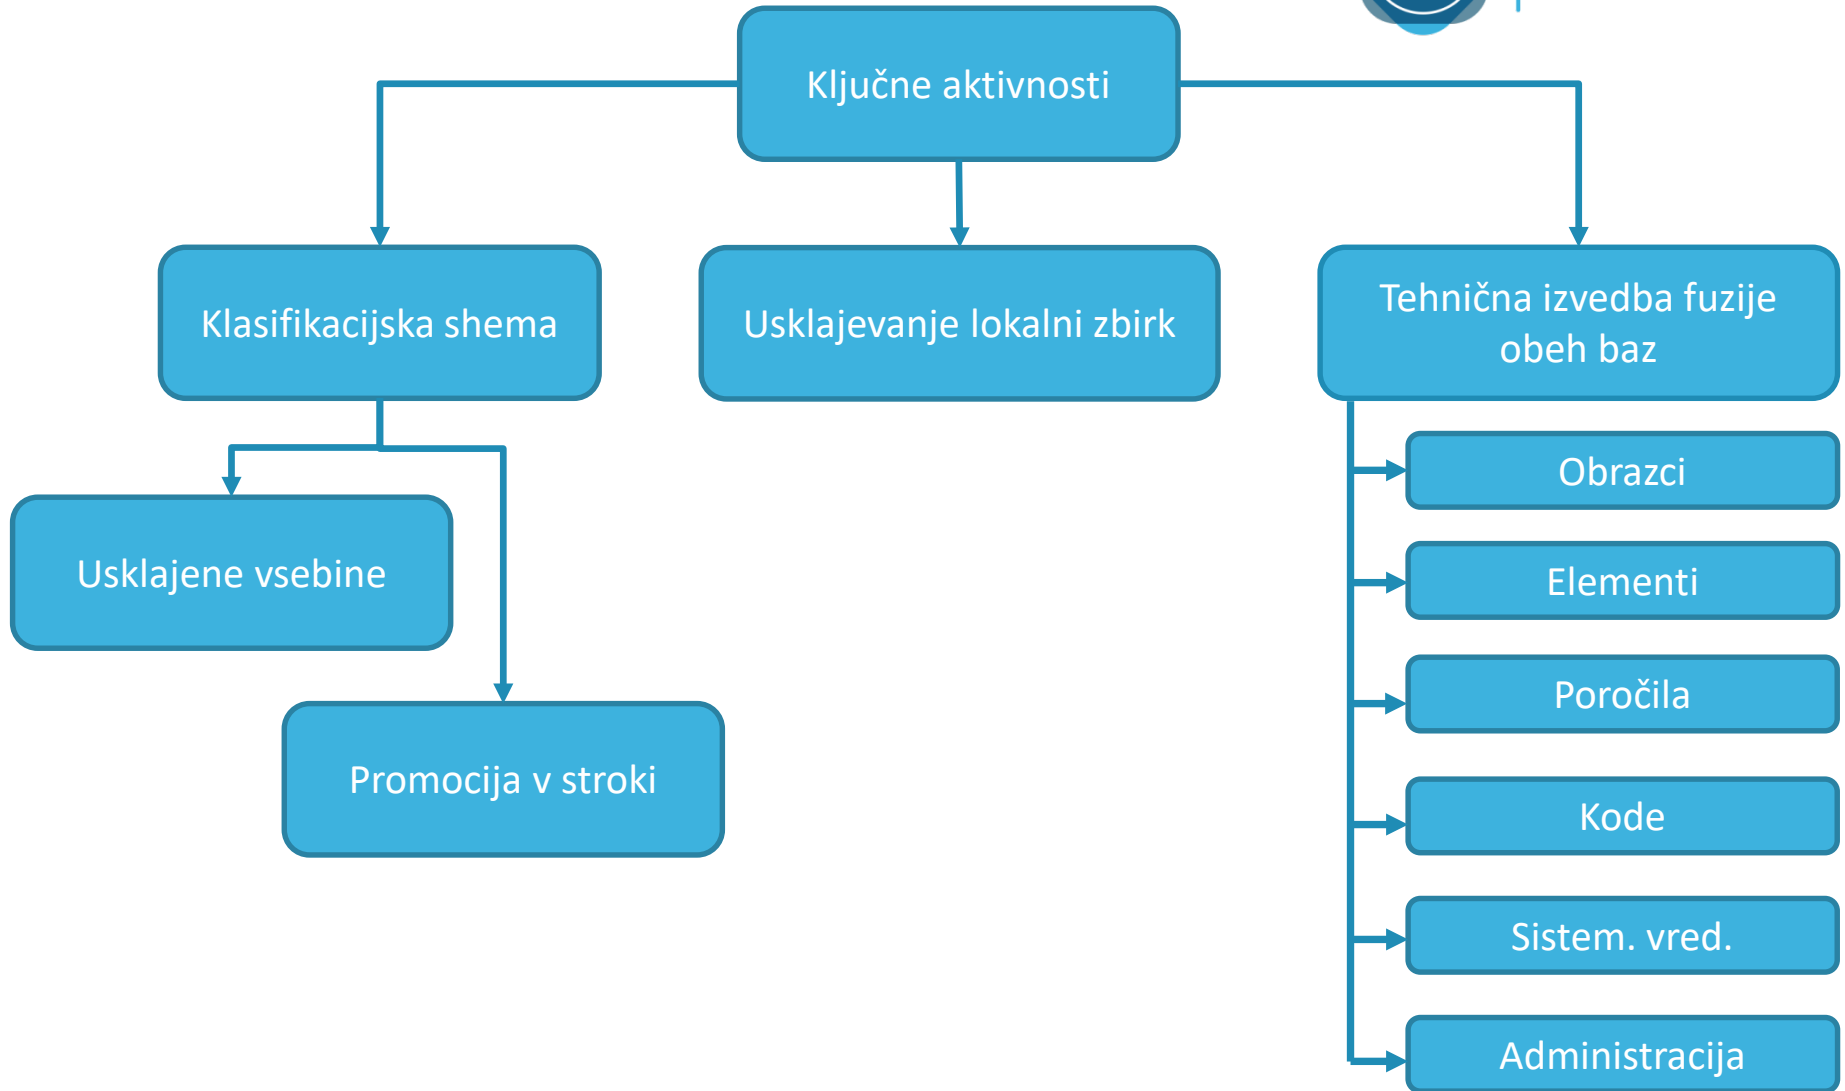 Ključne aktivnosti
Klasifikacijska shema
Usklajevanje lokalni zbirk
Tehnična izvedba fuzije
obeh baz
Usklajene vsebine
Promocija v stroki
Obrazci
Elementi
Poročila
Kode
Sistem. vred.
Administracija